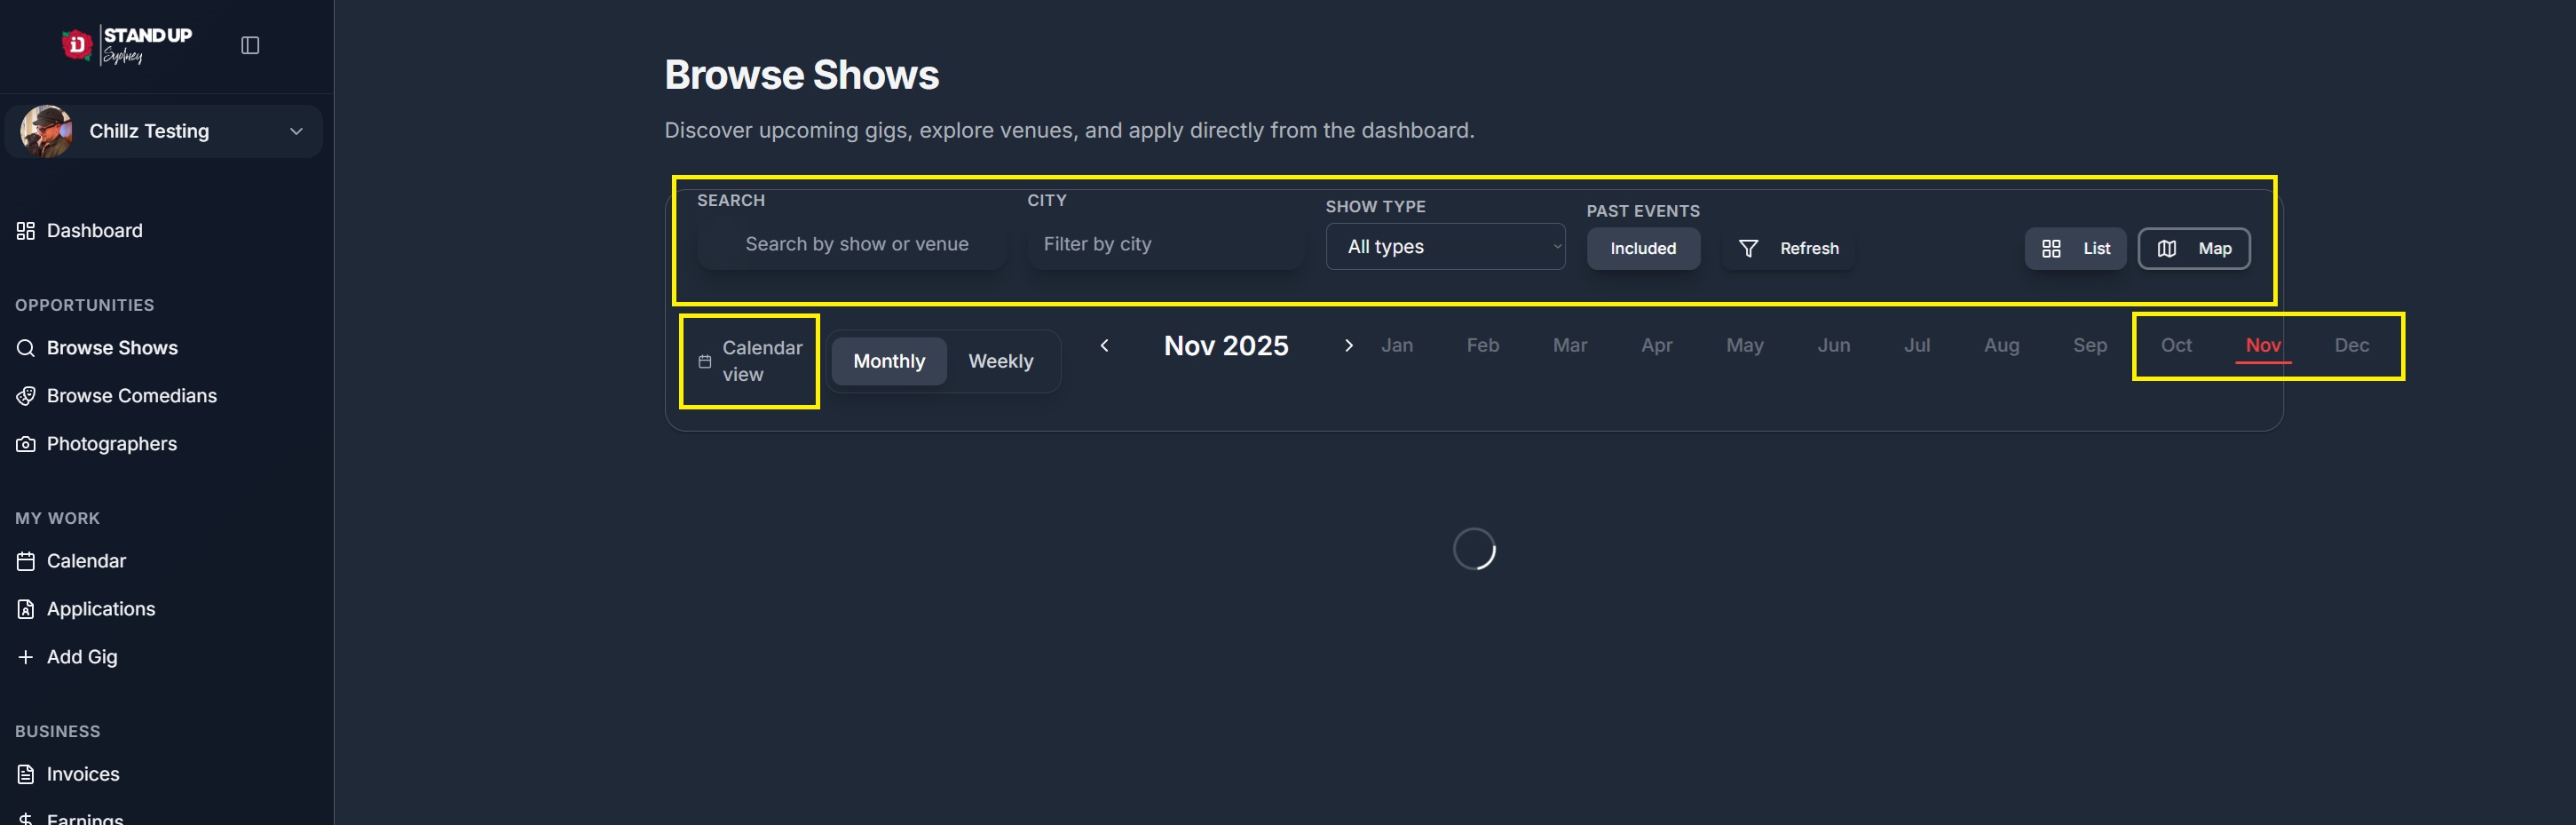 iD STAND UP
Sydney
Chillz Testing
Dashboard
OPPORTUNITIES
Browse Shows
Browse Comedians
Photographers
MY WORK
Calendar
Applications
Add Gig
BUSINESS
Invoices
Earnings
Browse Shows
Discover upcoming gigs, explore venues, and apply directly from the dashboard.
SEARCH CITY SHOW TYPE PAST EVENTS
Search by show or venue Filter by city All types Included Refresh List Map
Calendar
view
Monthly Weekly Nov 2025 Jan Feb Mar Apr May Jun Jul Aug Sep Oct Nov Dec